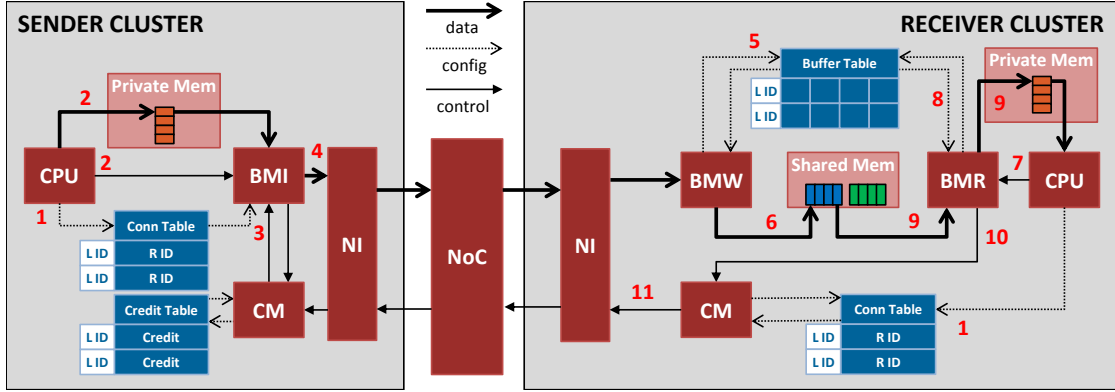 SENDER CLUSTER
Private Mem
2
CPU
2
BMI
4
1
Conn Table
3
L ID R ID
L ID R ID
Credit Table
L ID Credit
L ID Credit
CM
NI
data
config
control
NoC
RECEIVER CLUSTER
5
Buffer Table
L ID
L ID
8
Private Mem
9
NI
BMW
Shared Mem
6
9
BMR
7
CPU
10
11
CM
Conn Table
1
L ID R ID
L ID R ID